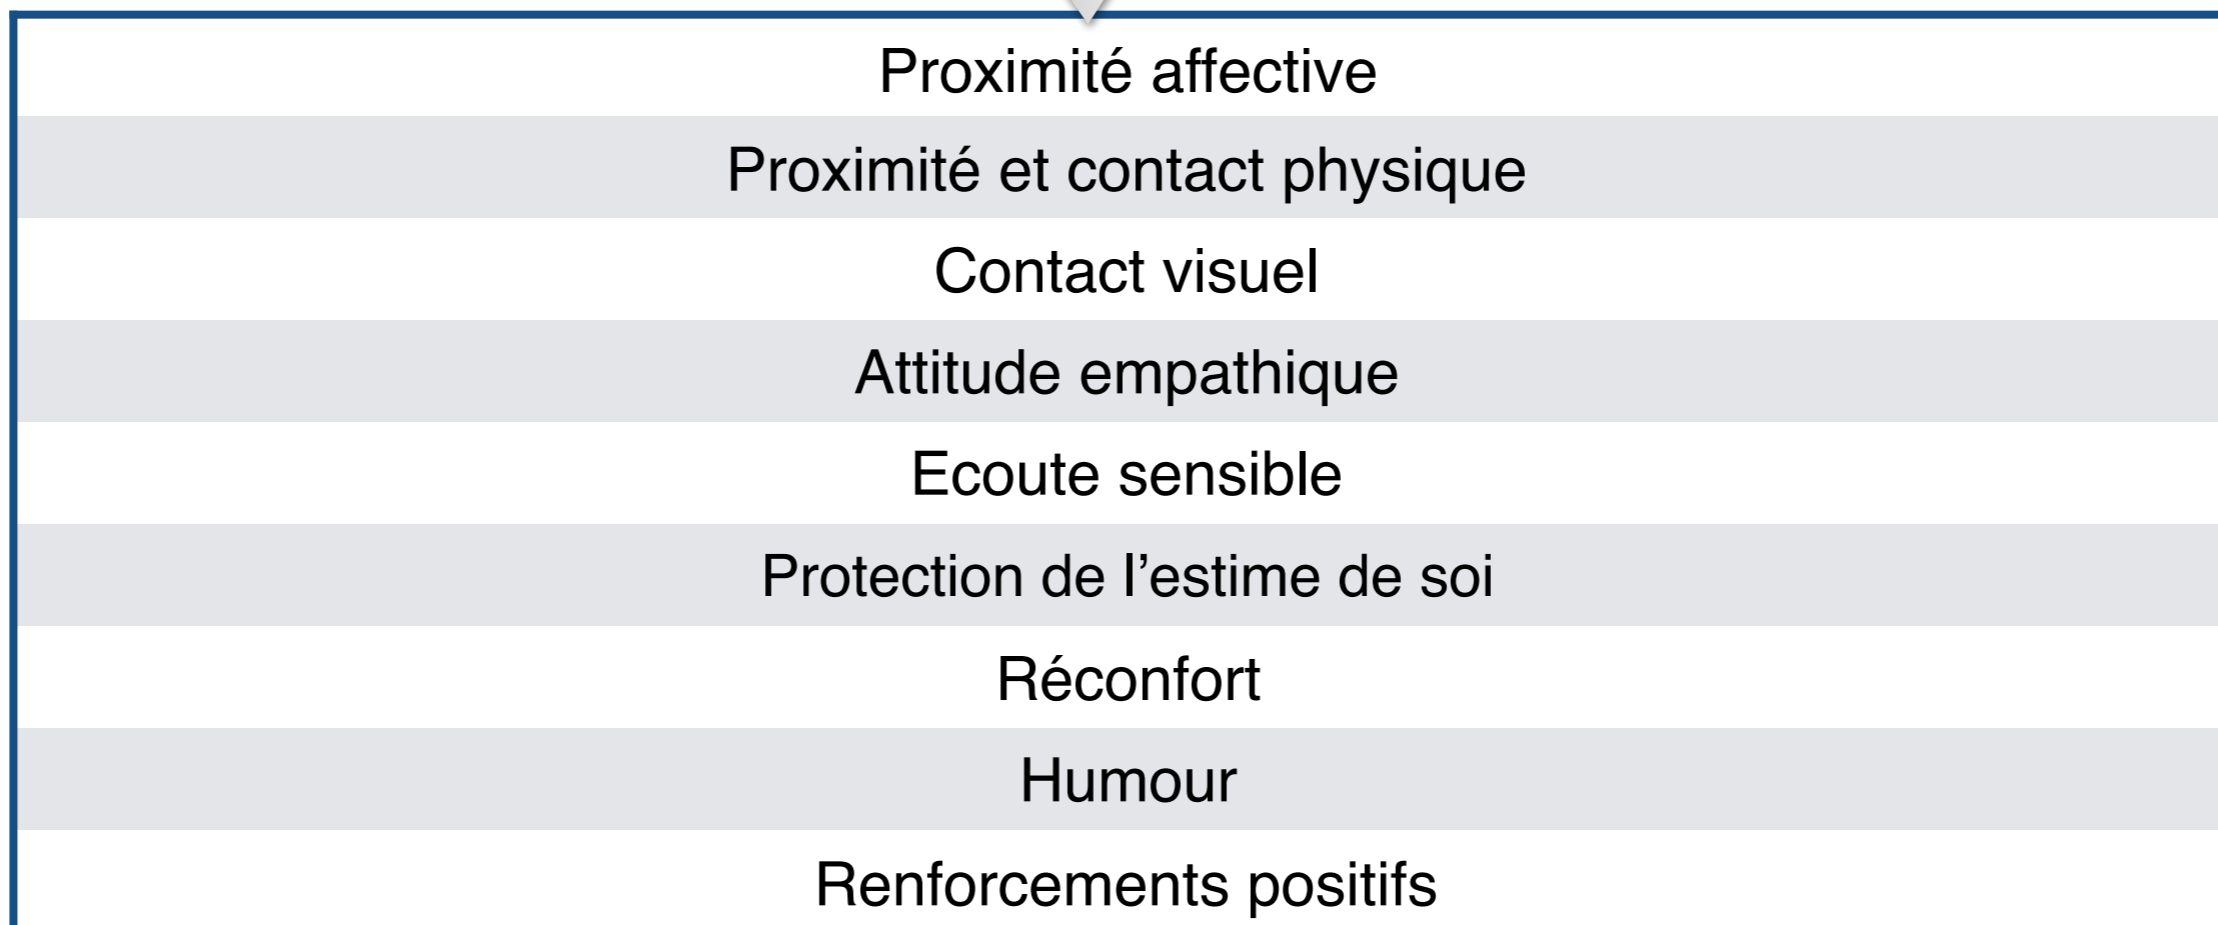 Proximité affective
Proximité et contact physique
Contact visuel
Attitude empathique
Ecoute sensible
Protection de l’estime de soi
Réconfort
Humour
Renforcements positifs